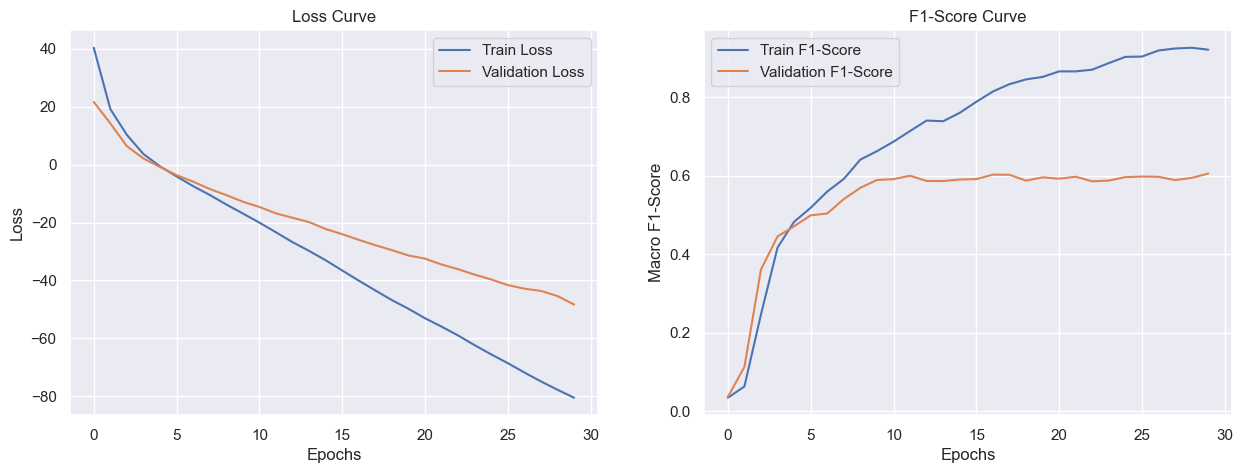 Loss Curve
Train Loss
Validation Loss
40
20
0
−20
−40
−60
−80
Loss
0 5 10 15 20 25 30
Epochs
F1-Score Curve
Train F1-Score
Validation F1-Score
0.8
0.6
0.4
0.2
0.0
Macro F1-Score
0 5 10 15 20 25 30
Epochs